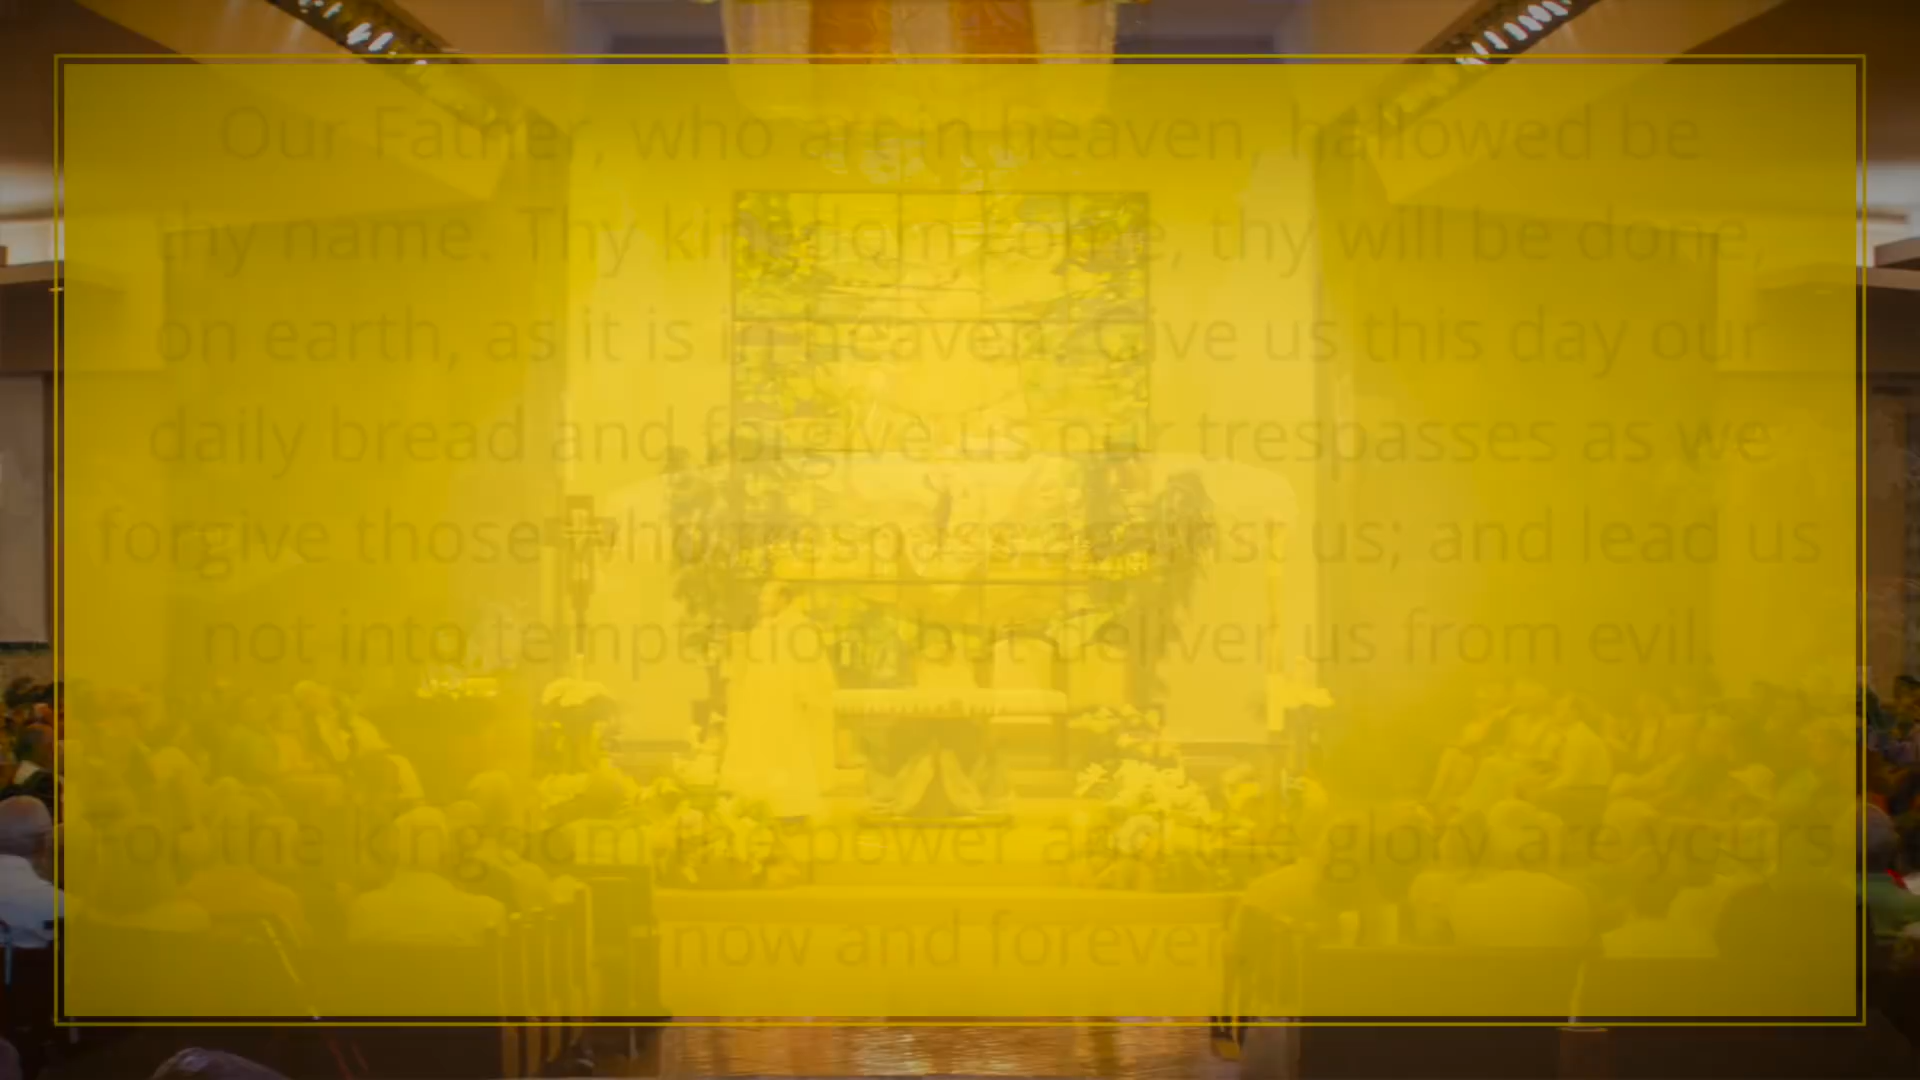 Our Father, who are in heaven, hallowed be
thy name. Thy kingdom come, thy will be done,
on earth, as it is in heaven. Give us this day our
daily bread and forgive us our trespasses as we
forgive those who trespass against us; and lead us
not into temptation, but deliver us from evil.
For the kingdom the power and the glory are yours
now and forever.